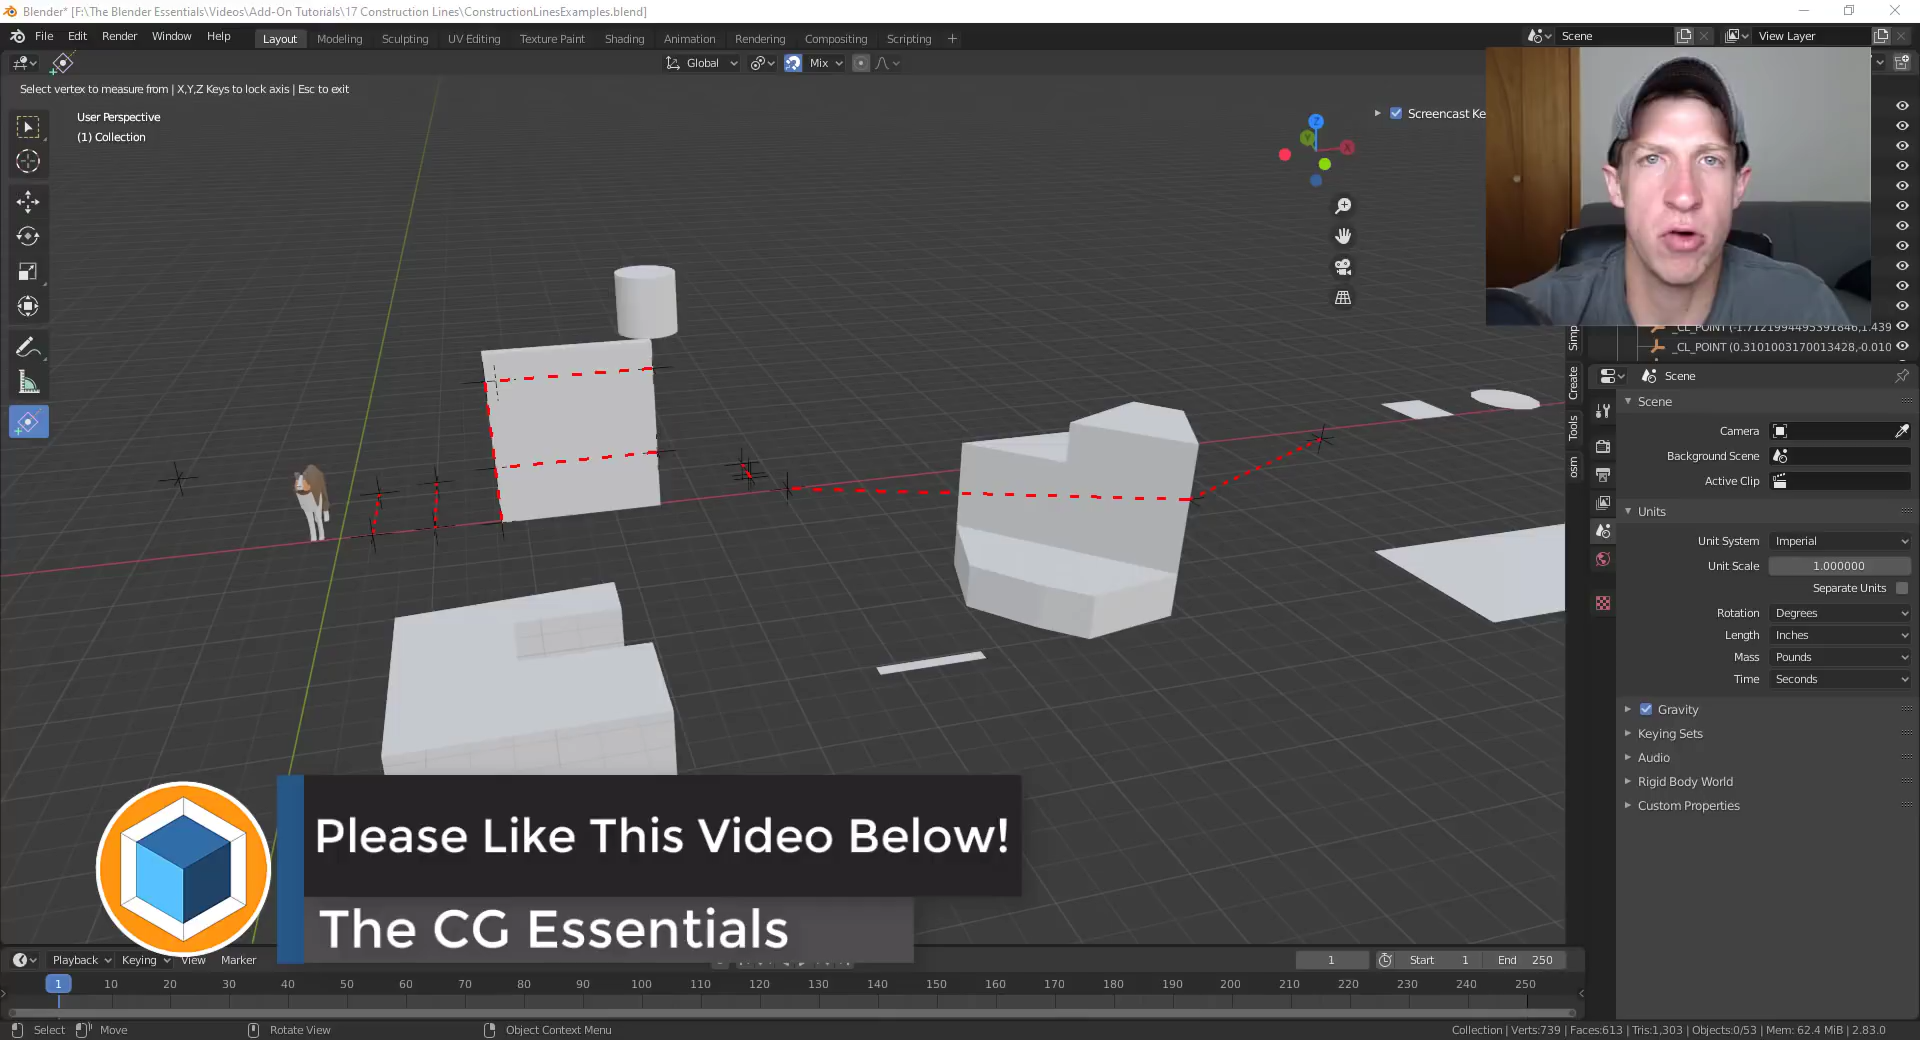 Blender* [F:\The Blender Essentials\Videos\Add-On Tutorials\17 Construction Lines\ConstructionLinesExamples.blend]
File Edit Render Window Help
Layout Modeling Sculpting UV Editing Texture Paint Shading Animation Rendering Compositing Scripting +
Scene
View Layer
Global
Mix
Select vertex to measure from | X,Y,Z Keys to lock axis | Esc to exit
User Perspective
(1) Collection
Screencast Ke
Z
Y
X
_CL_POINT (-1.71219944953918​46,1.439
_CL_POINT (0.3101003170013428,-0.010
Create
Tools
osm
Scene
Scene
Camera
Background Scene
Active Clip
Units
Unit System Imperial
Unit Scale 1.000000
Separate Units
Rotation Degrees
Length Inches
Mass Pounds
Time Seconds
Gravity
Keying Sets
Audio
Rigid Body World
Custom Properties
Please Like This Video Below!
The CG Essentials
Playback Keying View Marker
1 Start 1 End 250
1 10 20 30 40 50 60 70 80 90 100 110 120 130 140 150 160 170 180 190 200 210 220 230 240 250
Select Move Rotate View Object Context Menu
Collection | Verts:739 | Faces:613 | Tris:1,303 | Objects:0/53 | Mem: 62.4 MiB | 2.83.0